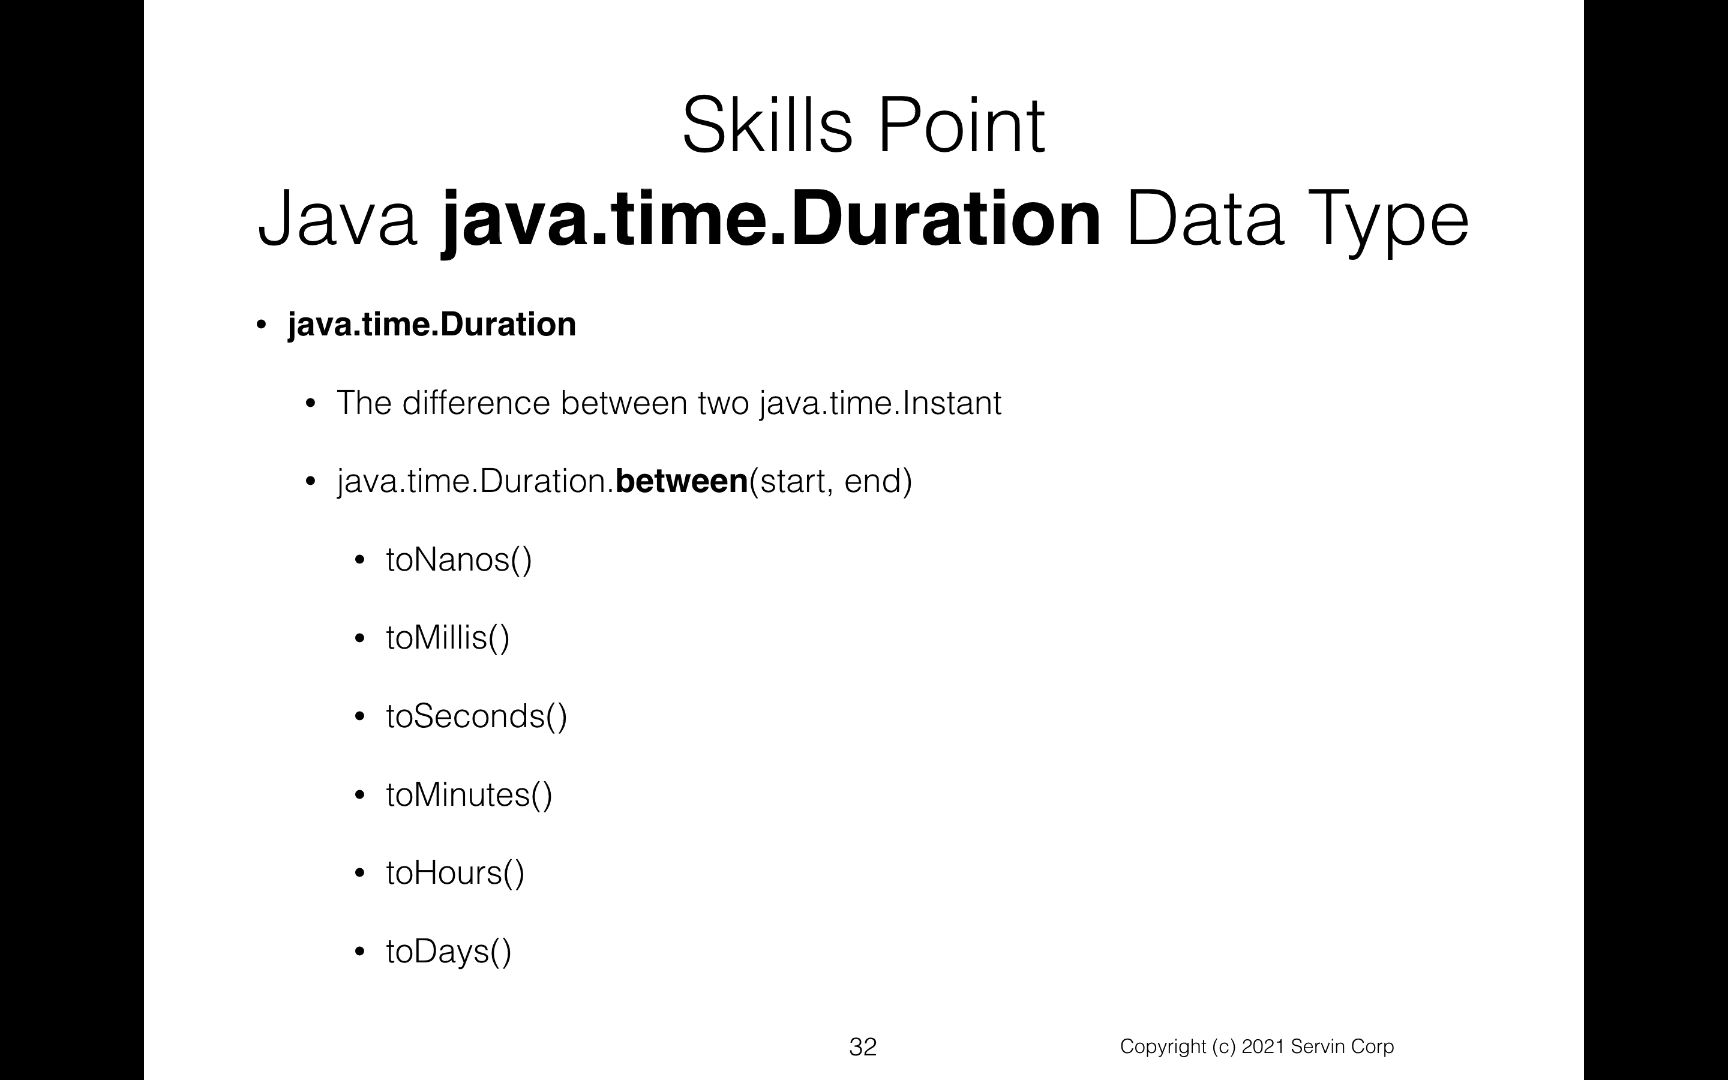 Skills Point
Java java.time.Duration Data Type
• java.time.Duration
• The difference between two java.time.Instant
• java.time.Duration.between(start, end)
• toNanos()
• toMillis()
• toSeconds()
• toMinutes()
• toHours()
• toDays()
32
Copyright (c) 2021 Servin Corp